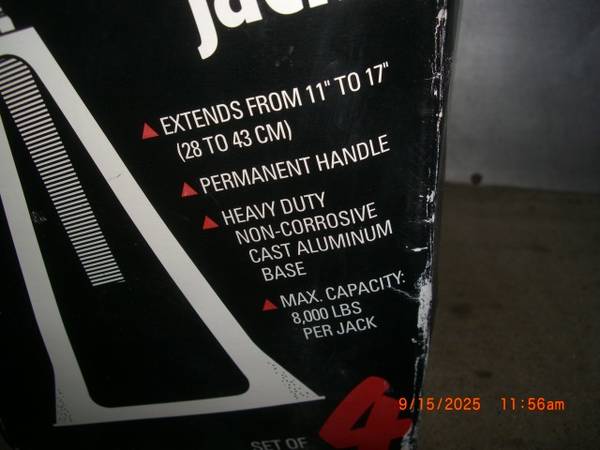 jack
EXTENDS FROM 11" TO 17"
(28 TO 43 CM)
PERMANENT HANDLE
HEAVY DUTY
NON-CORROSIVE
CAST ALUMINUM
BASE
MAX. CAPACITY:
8,000 LBS
PER JACK
SET OF 4
9/15/2025 11:56am